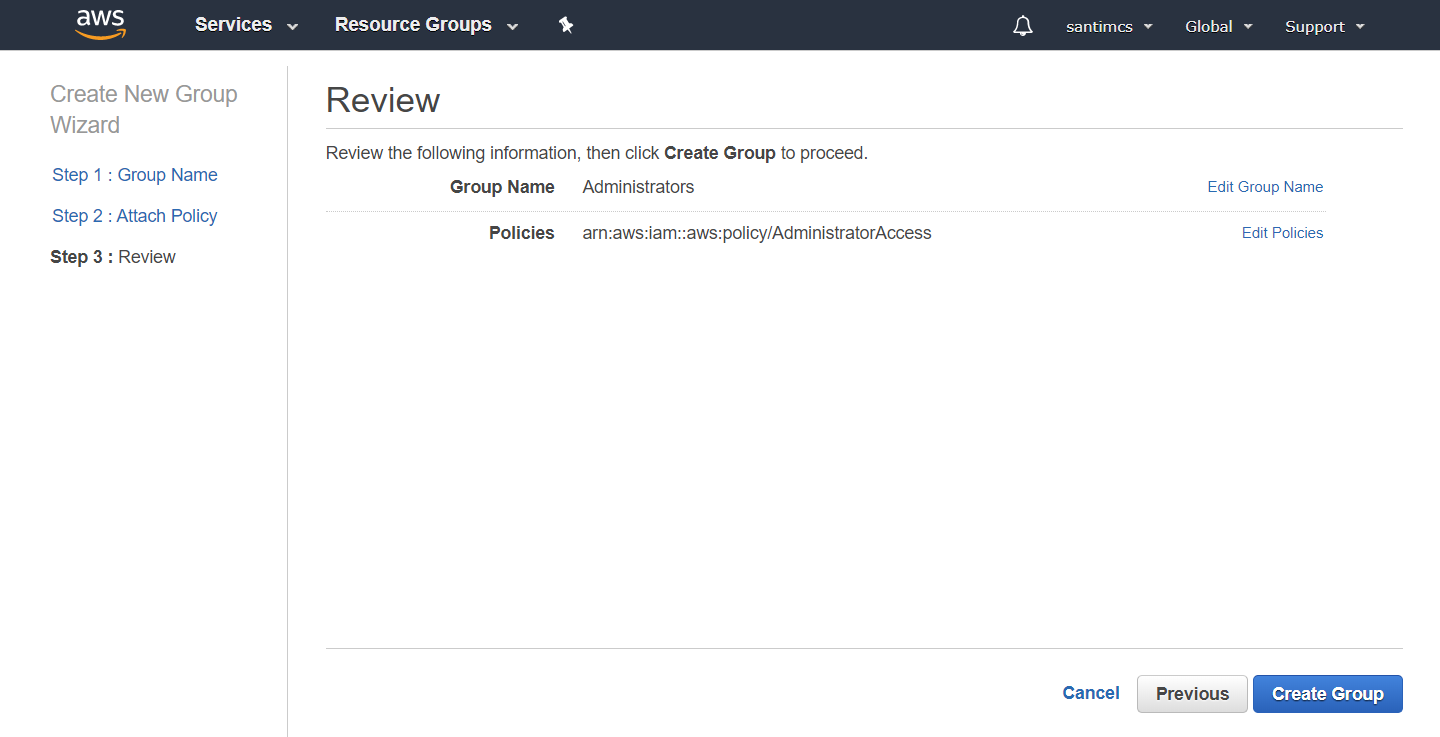 aws
Services
Resource Groups
santimcs
Global
Support
Create New Group
Wizard
Step 1 : Group Name
Step 2 : Attach Policy
Step 3 : Review
Review
Review the following information, then click Create Group to proceed.
Group Name Administrators Edit Group Name
Policies arn:aws:iam::aws:policy/AdministratorAccess Edit Policies
Cancel Previous Create Group